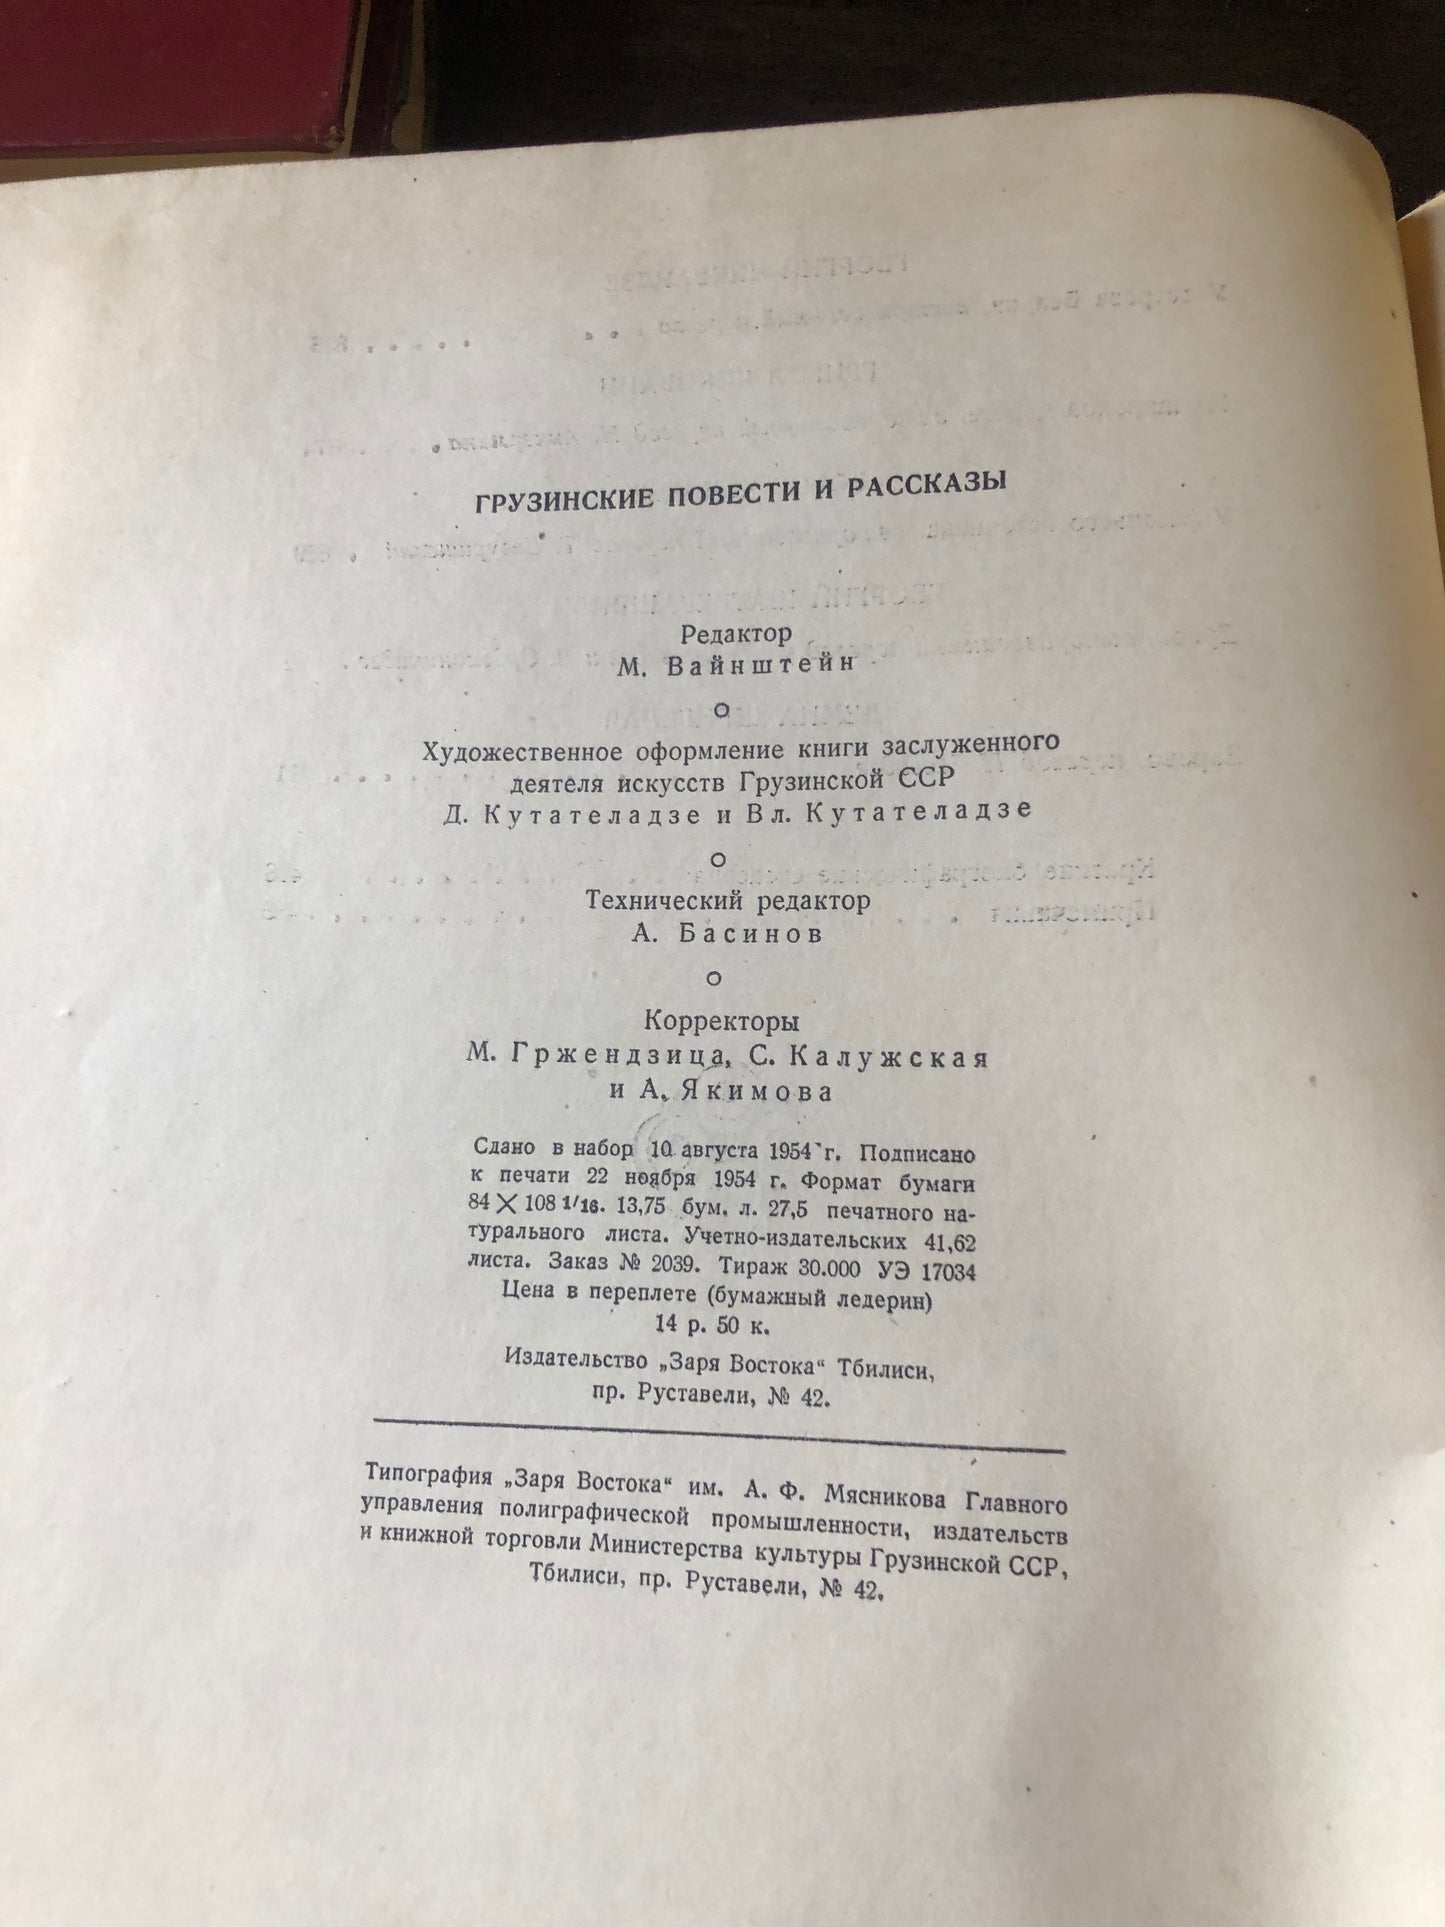 ГРУЗИНСКИЕ ПОВЕСТИ И РАССКАЗЫ
Редактор
М. Вайнштейн
Художественное оформление книги заслуженного
деятеля искусств Грузинской ССР
Д. Кутателадзе и Вл. Кутателадзе
Технический редактор
А. Басинов
Корректоры
М. Гржендзица, С. Калужская
и А. Якимова
Сдано в набор 10 августа 1954 г. Подписано
к печати 22 ноября 1954 г. Формат бумаги
84 X 108 1/16. 13,75 бум. л. 27,5 печатного на-
турального листа. Учетно-издательских 41,62
листа. Заказ № 2039. Тираж 30.000 УЭ 17034
Цена в переплете (бумажный ледерин)
14 р. 50 к.
Издательство „Заря Востока“ Тбилиси,
пр. Руставели, № 42.
Типография „Заря Востока“ им. А. Ф. Мясникова Главного
управления полиграфической промышленности, издательств
и книжной торговли Министерства культуры Грузинской ССР,
Тбилиси, пр. Руставели, № 42.